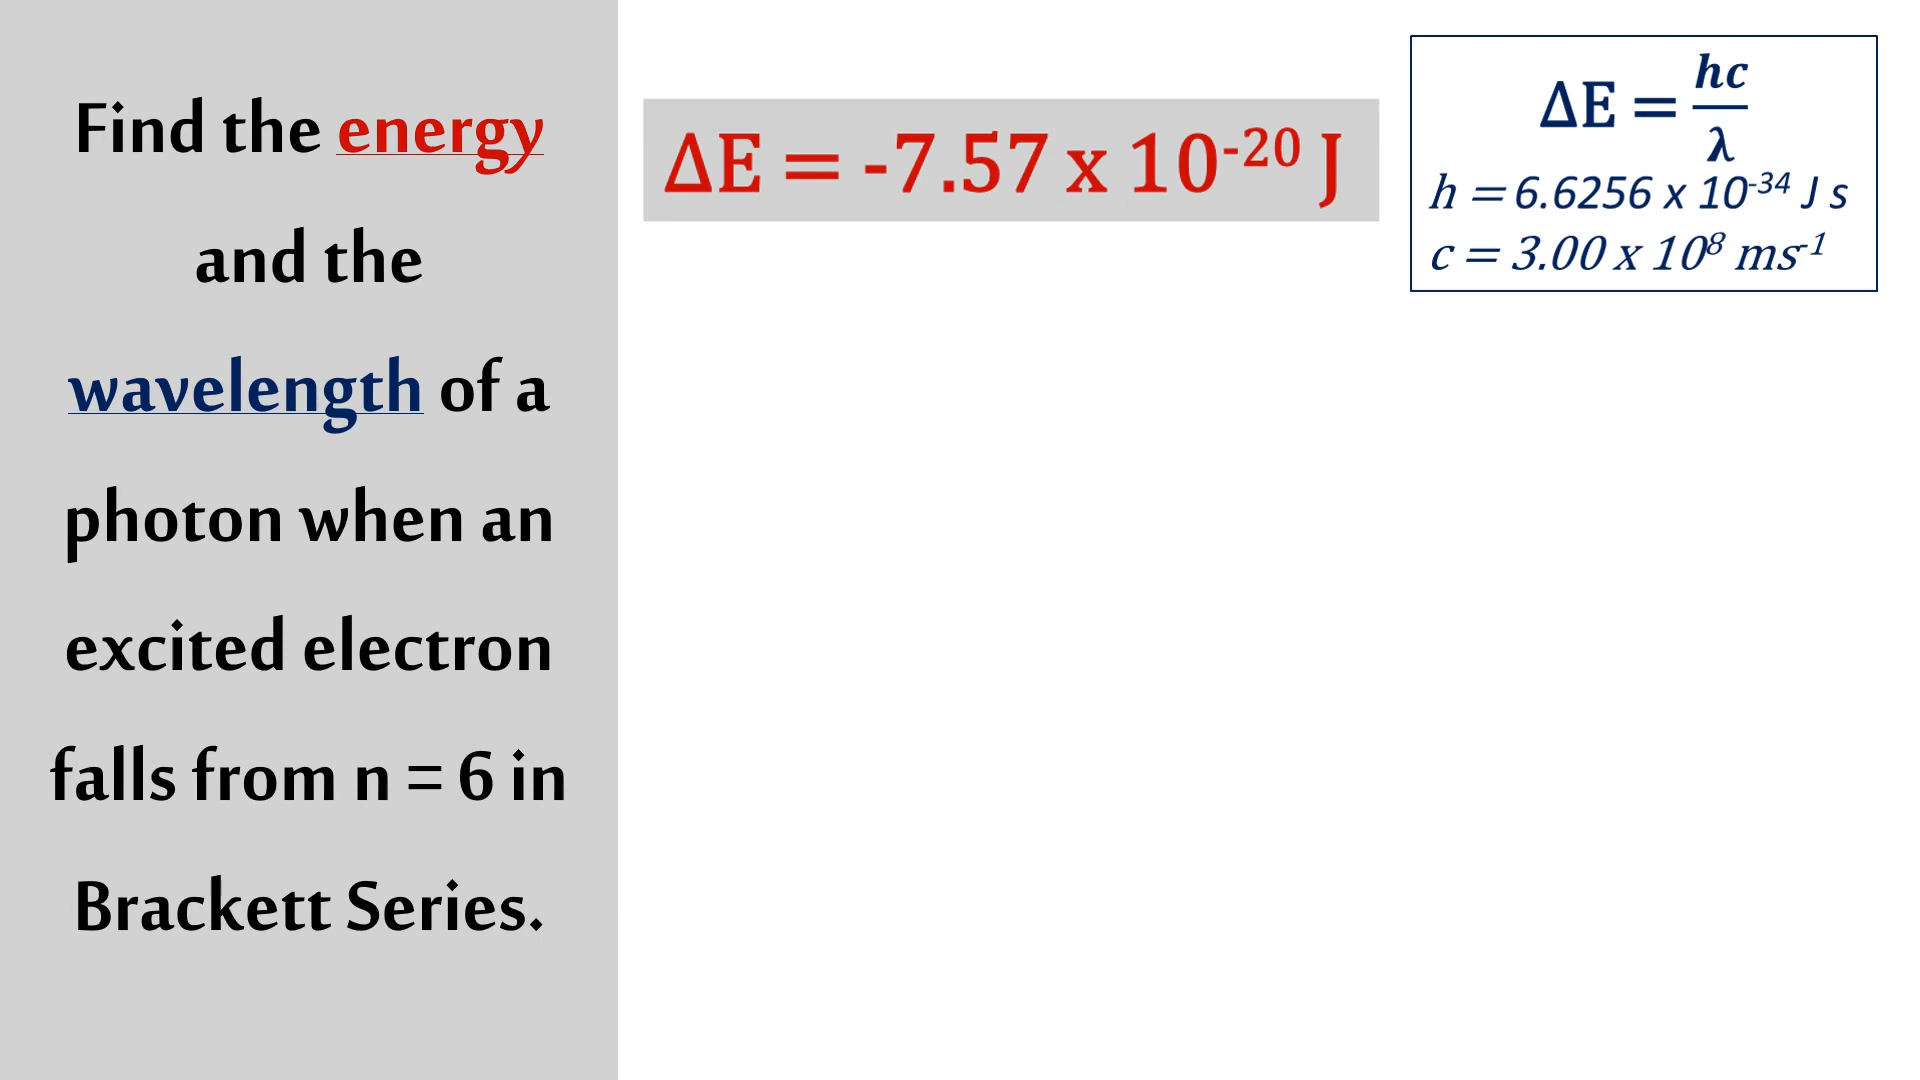 Find the energy
and the
wavelength of a
photon when an
excited electron
falls from n = 6 in
Brackett Series.
ΔE = -7.57 x 10⁻²⁰ J
ΔE = hc/λ
h = 6.6256 x 10⁻³⁴ J s
c = 3.00 x 10⁸ ms⁻¹